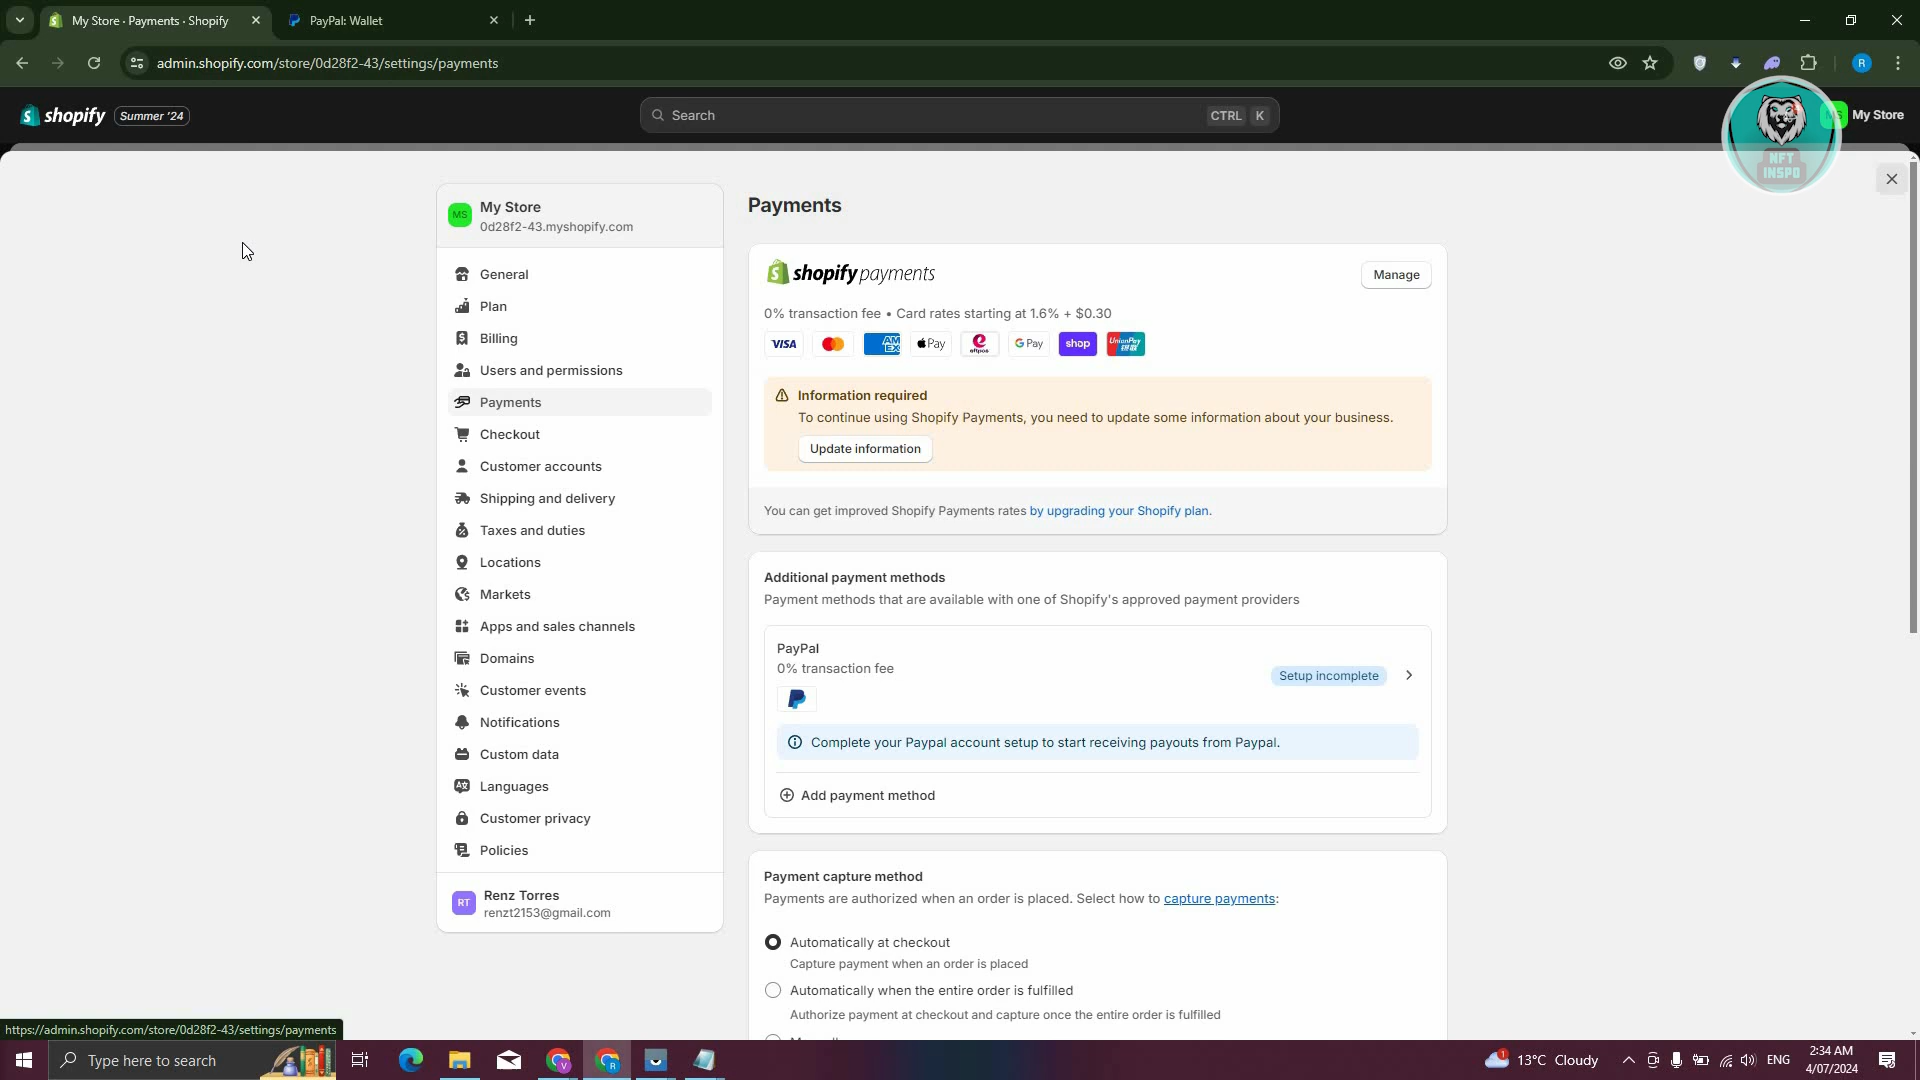 My Store · Payments · Shopify
PayPal: Wallet
admin.shopify.com/store/0d28f2-43/settings/payments
R
shopify
Summer '24
Search
CTRL
K
My Store
NFT
INSPO
MS
My Store
0d28f2-43.myshopify.com
General
Plan
Billing
Users and permissions
Payments
Checkout
Customer accounts
Shipping and delivery
Taxes and duties
Locations
Markets
Apps and sales channels
Domains
Customer events
Notifications
Custom data
Languages
Customer privacy
Policies
RT
Renz Torres
renzt2153@gmail.com
Payments
shopify payments
Manage
0% transaction fee • Card rates starting at 1.6% + $0.30
VISA
AMEX
Pay
eftpos
G Pay
shop
UnionPay
银联
Information required
To continue using Shopify Payments, you need to update some information about your business.
Update information
You can get improved Shopify Payments rates by upgrading your Shopify plan.
Additional payment methods
Payment methods that are available with one of Shopify's approved payment providers
PayPal
0% transaction fee
Setup incomplete
Complete your Paypal account setup to start receiving payouts from Paypal.
Add payment method
Payment capture method
Payments are authorized when an order is placed. Select how to capture payments:
Automatically at checkout
Capture payment when an order is placed
Automatically when the entire order is fulfilled
Authorize payment at checkout and capture once the entire order is fulfilled
https://admin.shopify.com/store/0d28f2-43/settings/payments
Type here to search
V
R
1
13°C Cloudy
ENG
2:34 AM
4/07/2024